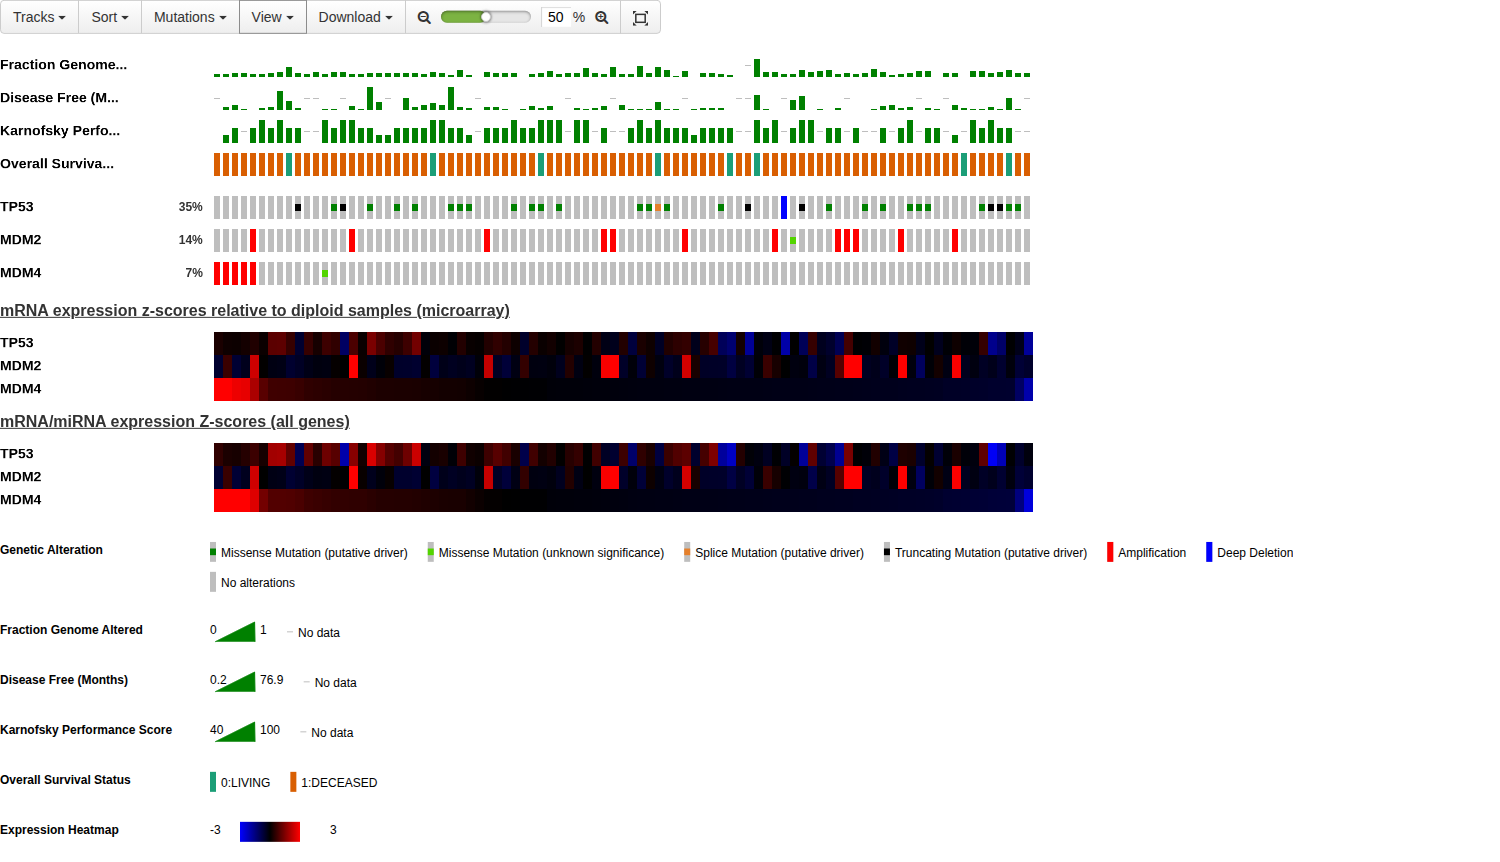 Tracks Sort Mutations View Download 50 %
Fraction Genome...
Disease Free (M...
Karnofsky Perfo...
Overall Surviva...
TP53 35%
MDM2 14%
MDM4 7%
mRNA expression z-scores relative to diploid samples (microarray)
TP53
MDM2
MDM4
mRNA/miRNA expression Z-scores (all genes)
TP53
MDM2
MDM4
Genetic Alteration Missense Mutation (putative driver) Missense Mutation (unknown significance) Splice Mutation (putative driver) Truncating Mutation (putative driver) Amplification Deep Deletion
No alterations
Fraction Genome Altered 0 1 No data
Disease Free (Months) 0.2 76.9 No data
Karnofsky Performance Score 40 100 No data
Overall Survival Status 0:LIVING 1:DECEASED
Expression Heatmap -3 3